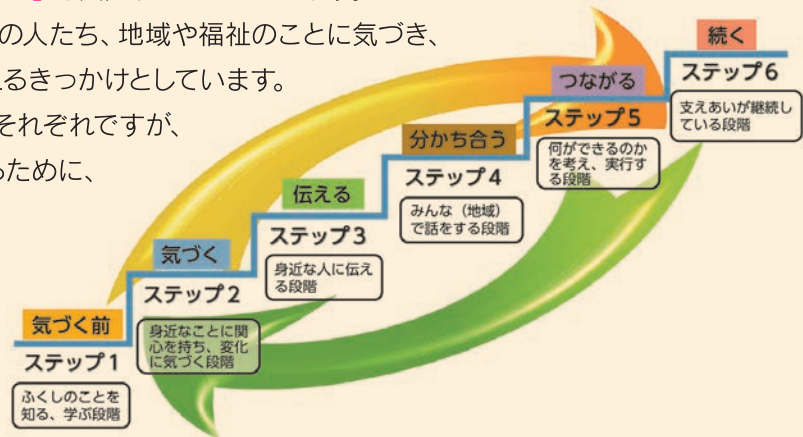 の人たち、地域や福祉のことに気づき、
るきっかけとしています。
それぞれですが、
ために、
続く
ステップ6
支えあいが継続し
ている段階
つながる
ステップ5
何ができるのか
を考え、実行す
る段階
分かち合う
ステップ4
みんな（地域）
で話をする段階
伝える
ステップ3
身近な人に伝え
る段階
気づく
ステップ2
身近なことに関
心を持ち、変化
に気づく段階
気づく前
ステップ1
ふくしのことを
知る、学ぶ段階